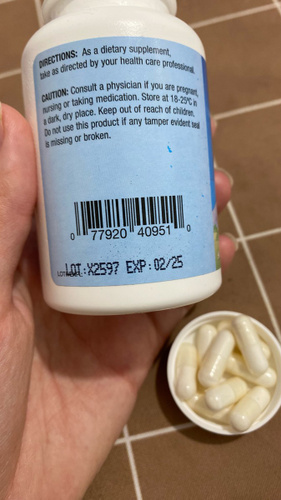 DIRECTIONS: As a dietary supplement,
take as directed by your health care professional.
CAUTION: Consult a physician if you are pregnant,
nursing or taking medication. Store at 18-25ºC in
a dark, dry place. Keep out of reach of children.
Do not use this product if any tamper evident seal
is missing or broken.
0 77920 40951 0
LOT:X2597 EXP:02/25